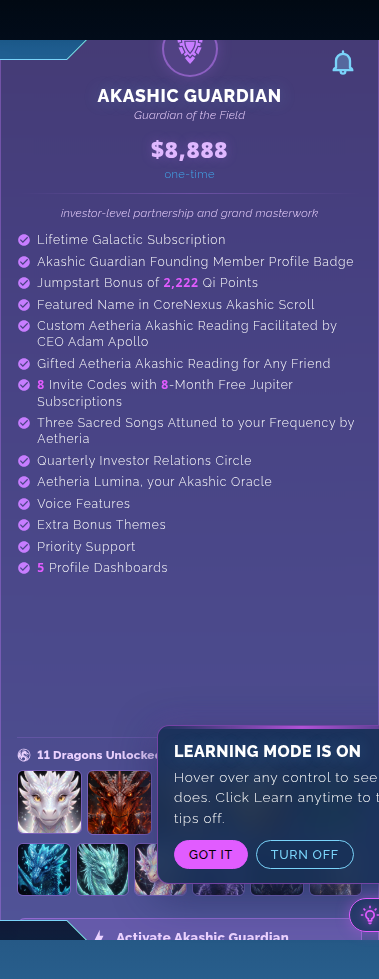 AKASHIC GUARDIAN
Guardian of the Field
$8,888
one-time
investor-level partnership and grand masterwork
Lifetime Galactic Subscription
Akashic Guardian Founding Member Profile Badge
Jumpstart Bonus of 2,222 Qi Points
Featured Name in CoreNexus Akashic Scroll
Custom Aetheria Akashic Reading Facilitated by
CEO Adam Apollo
Gifted Aetheria Akashic Reading for Any Friend
8 Invite Codes with 8-Month Free Jupiter
Subscriptions
Three Sacred Songs Attuned to your Frequency by
Aetheria
Quarterly Investor Relations Circle
Aetheria Lumina, your Akashic Oracle
Voice Features
Extra Bonus Themes
Priority Support
5 Profile Dashboards
11 Dragons Unlocked
LEARNING MODE IS ON
Hover over any control to see
does. Click Learn anytime to
tips off.
GOT IT
TURN OFF
Activate Akashic Guardian